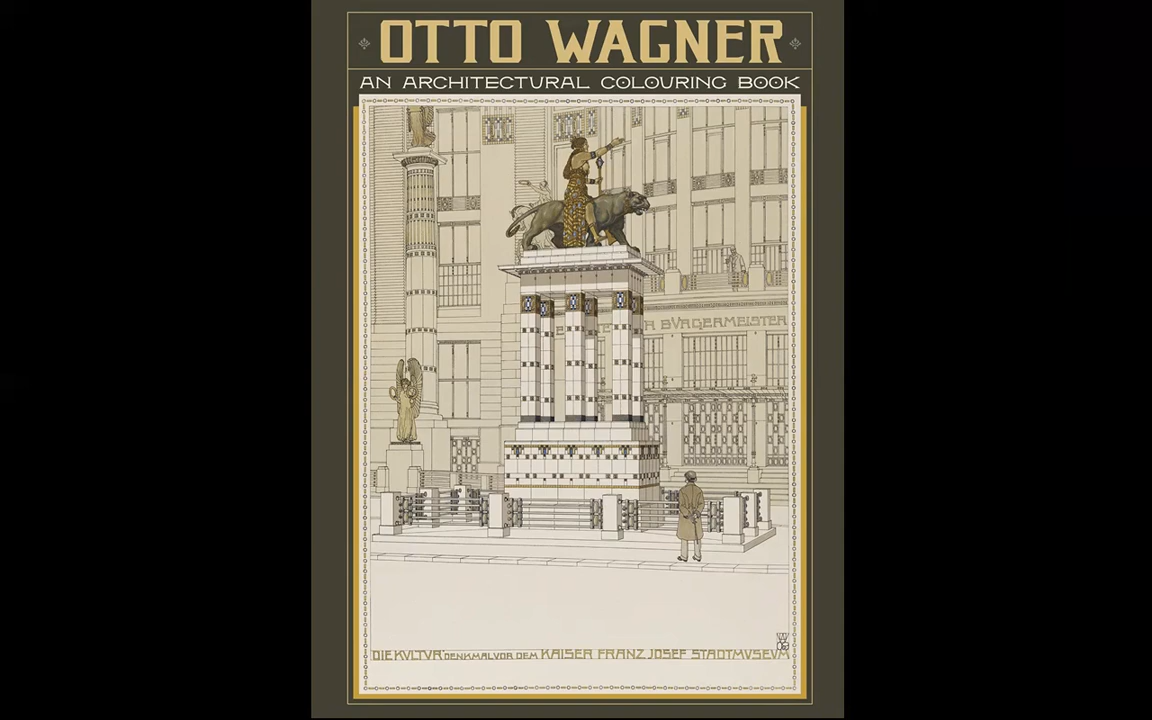 OTTO WAGNER
AN ARCHITECTURAL COLOURING BOOK
R BVRGERMEISTER
DIE KVLTVR DENKMAL VOR DEM KAISER FRANZ JOSEF STADTMVSEVM